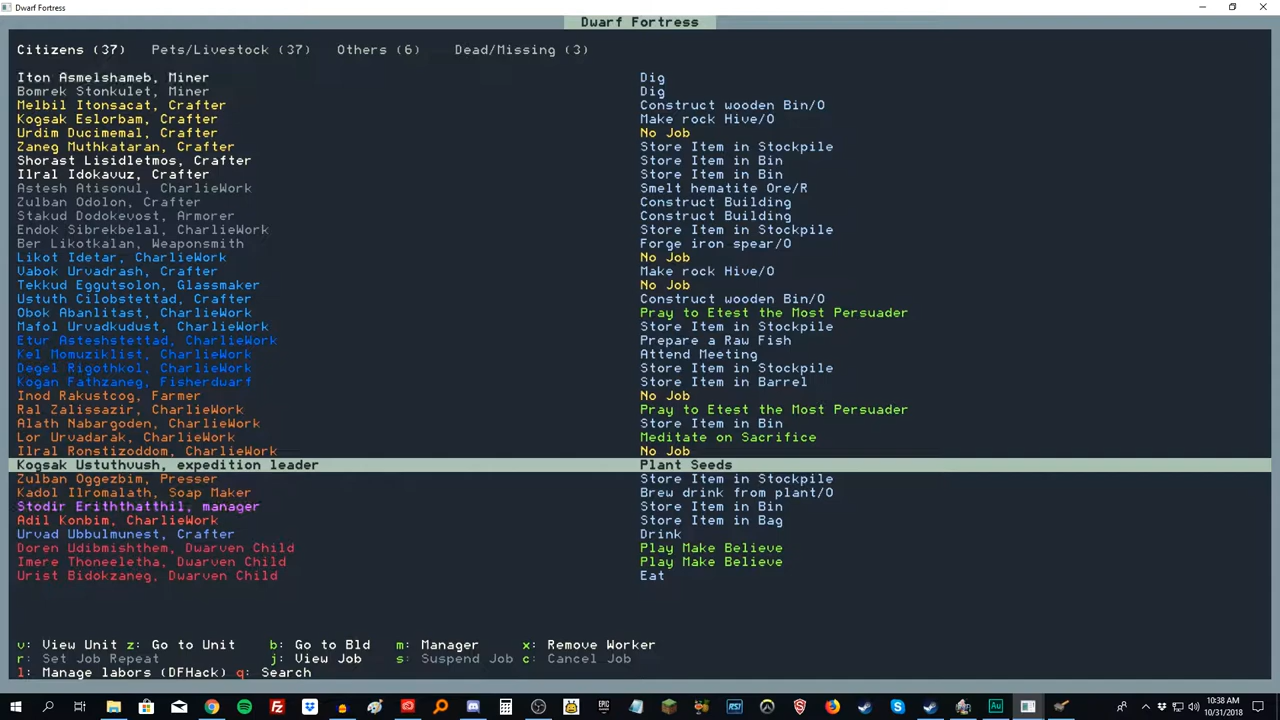 Dwarf Fortress
Dwarf Fortress
Citizens (37) Pets/Livestock (37) Others (6) Dead/Missing (3)
Iton Asmelshameb, Miner Dig
Bomrek Stonkulet, Miner Dig
Melbil Itonsacat, Crafter Construct wooden Bin/O
Kogsak Eslorbam, Crafter Make rock Hive/O
Urdim Ducimemal, Crafter No Job
Zaneg Muthkataran, Crafter Store Item in Stockpile
Shorast Lisidletmos, Crafter Store Item in Bin
Ilral Idokavuz, Crafter Store Item in Bin
Astesh Atisonul, CharlieWork Smelt hematite Ore/R
Zulban Odolon, Crafter Construct Building
Stakud Dodokevost, Armorer Construct Building
Endok Sibrekbelal, CharlieWork Store Item in Stockpile
Ber Likotkalan, Weaponsmith Forge iron spear/O
Likot Idetar, CharlieWork No Job
Vabok Urvadrash, Crafter Make rock Hive/O
Tekkud Eggutsolon, Glassmaker No Job
Ustuth Cilobstettad, Crafter Construct wooden Bin/O
Obok Abanlitast, CharlieWork Pray to Etest the Most Persuader
Mafol Urvadkudust, CharlieWork Store Item in Stockpile
Etur Asteshstettad, CharlieWork Prepare a Raw Fish
Kel Momuziklist, CharlieWork Attend Meeting
Degel Rigothkol, CharlieWork Store Item in Stockpile
Kogan Fathzaneg, Fisherdwarf Store Item in Barrel
Inod Rakustcog, Farmer No Job
Ral Zalissazir, CharlieWork Pray to Etest the Most Persuader
Alath Nabargoden, CharlieWork Store Item in Bin
Lor Urvadarak, CharlieWork Meditate on Sacrifice
Ilral Ronstizoddom, CharlieWork No Job
Kogsak Ustuthvush, expedition leader Plant Seeds
Zulban Oggezbim, Presser Store Item in Stockpile
Kadol Ilromalath, Soap Maker Brew drink from plant/O
Stodir Eriththatthil, manager Store Item in Bin
Adil Konbim, CharlieWork Store Item in Bag
Urvad Ubbulmunest, Crafter Drink
Doren Udibmishthem, Dwarven Child Play Make Believe
Imere Thoneeletha, Dwarven Child Play Make Believe
Urist Bidokzaneg, Dwarven Child Eat
v: View Unit z: Go to Unit b: Go to Bld m: Manager x: Remove Worker
r: Set Job Repeat j: View Job s: Suspend Job c: Cancel Job
l: Manage labors (DFHack) q: Search
10:38 AM
10/31/2018